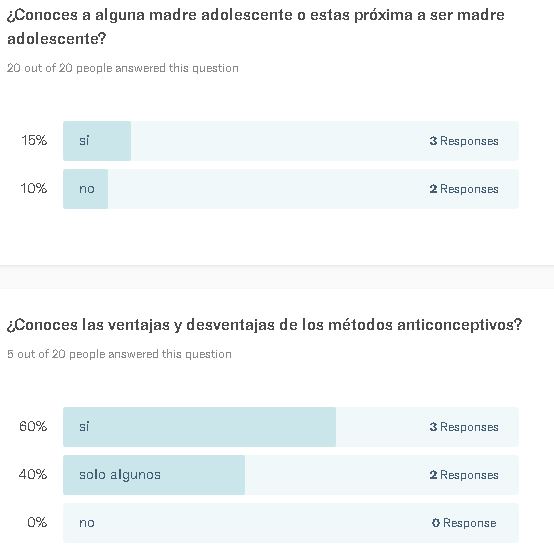 ¿Conoces a alguna madre adolescente o estas próxima a ser madre
adolescente?
20 out of 20 people answered this question
15% si 3 Responses
10% no 2 Responses
¿Conoces las ventajas y desventajas de los métodos anticonceptivos?
5 out of 20 people answered this question
60% si 3 Responses
40% solo algunos 2 Responses
0% no 0 Response